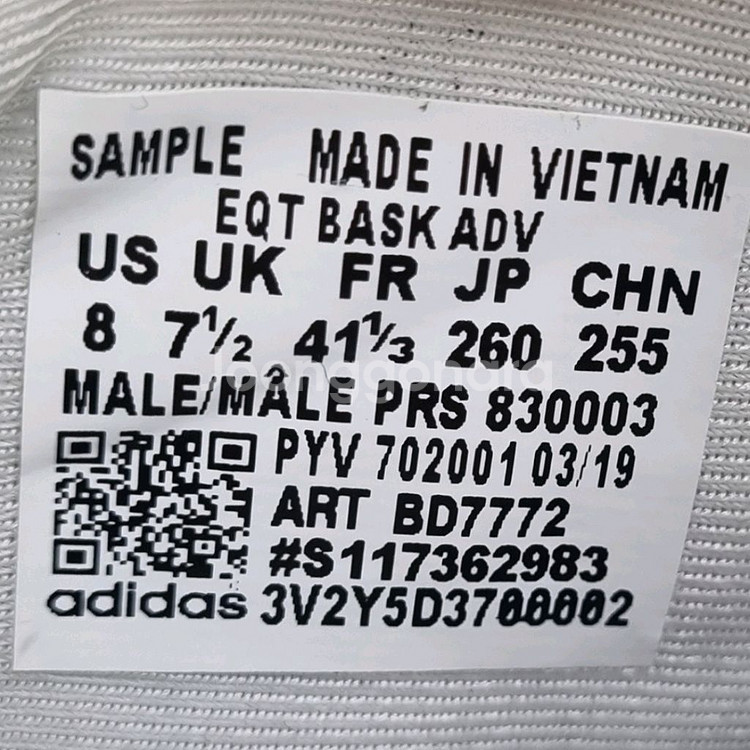 SAMPLE MADE IN VIETNAM
EQT BASK ADV
US UK FR JP CHN
8 7½ 41⅓ 260 255
MALE/MÂLE PRS 830003
PYV 702001 03/19
ART BD7772
#S117362983
adidas 3V2Y5D3700002